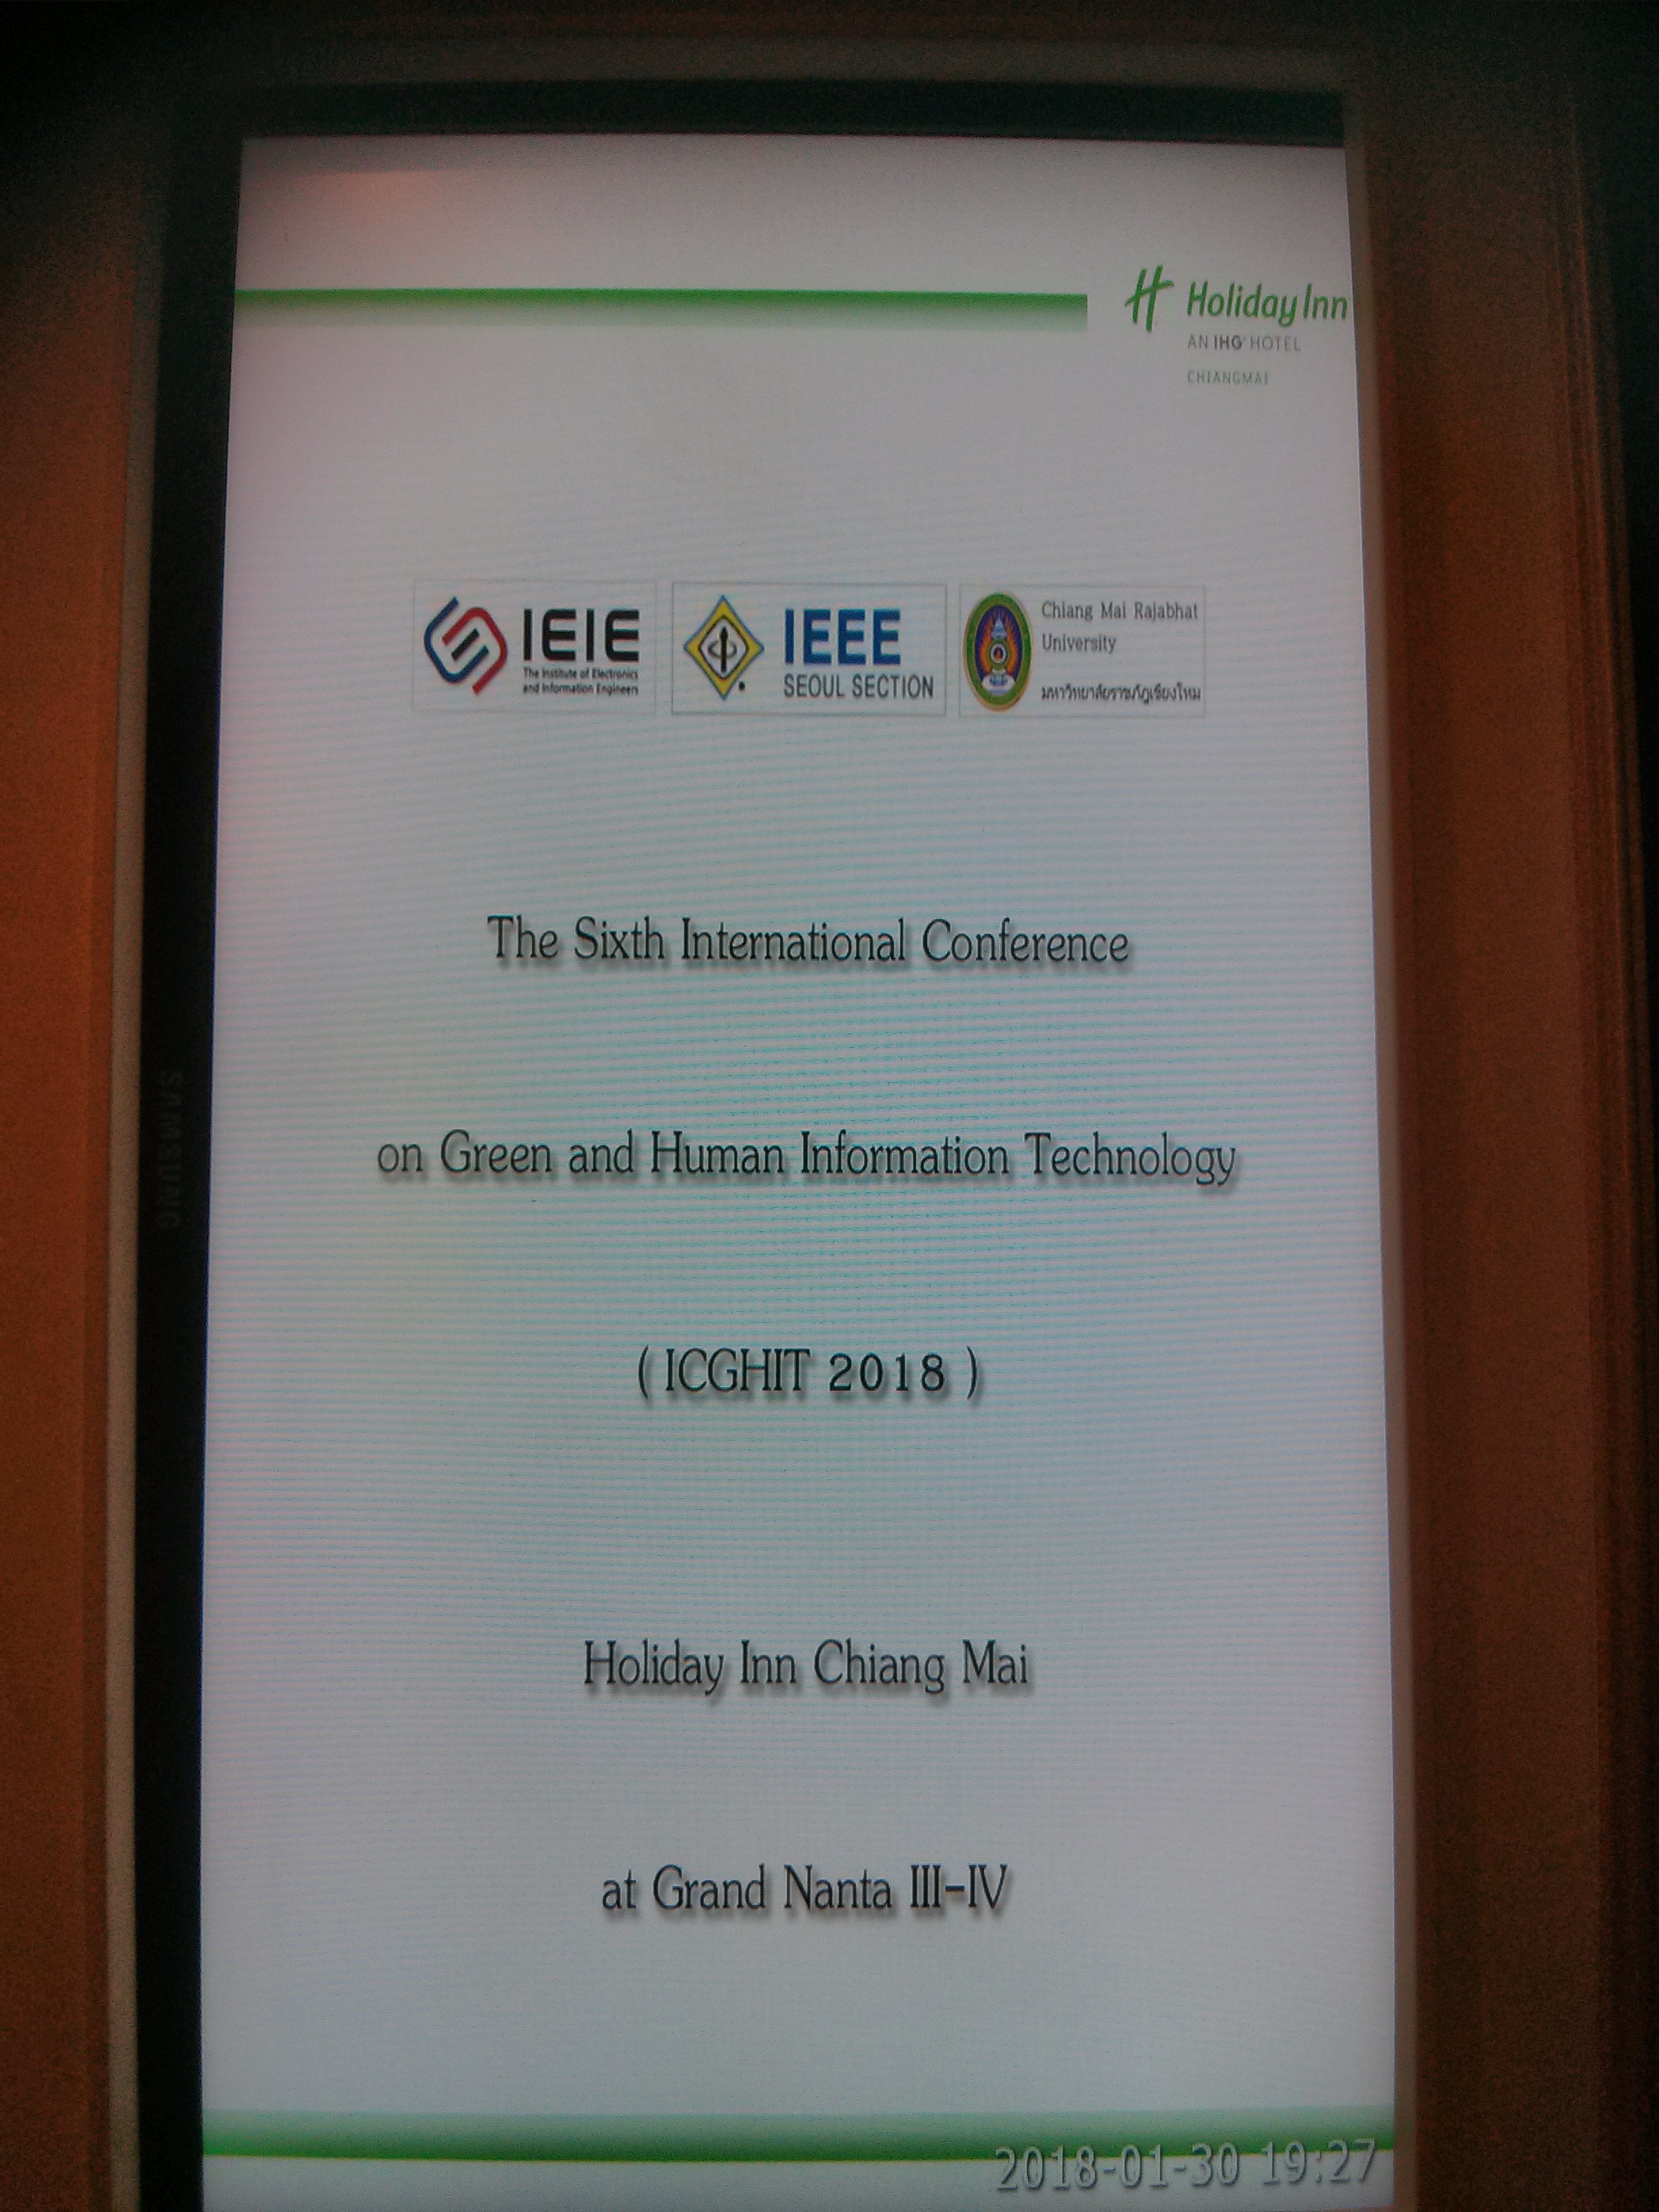 Holiday Inn
AN IHG HOTEL
CHIANGMAI
IEIE
The Institute of Electronics
and Information Engineers
IEEE
SEOUL SECTION
Chiang Mai Rajabhat
University
มหาวิทยาลัยราชภัฏเชียงใหม่
The Sixth International Conference
on Green and Human Information Technology
( ICGHIT 2018 )
Holiday Inn Chiang Mai
at Grand Nanta III-IV
SAMSUNG
2018-01-30 19:27